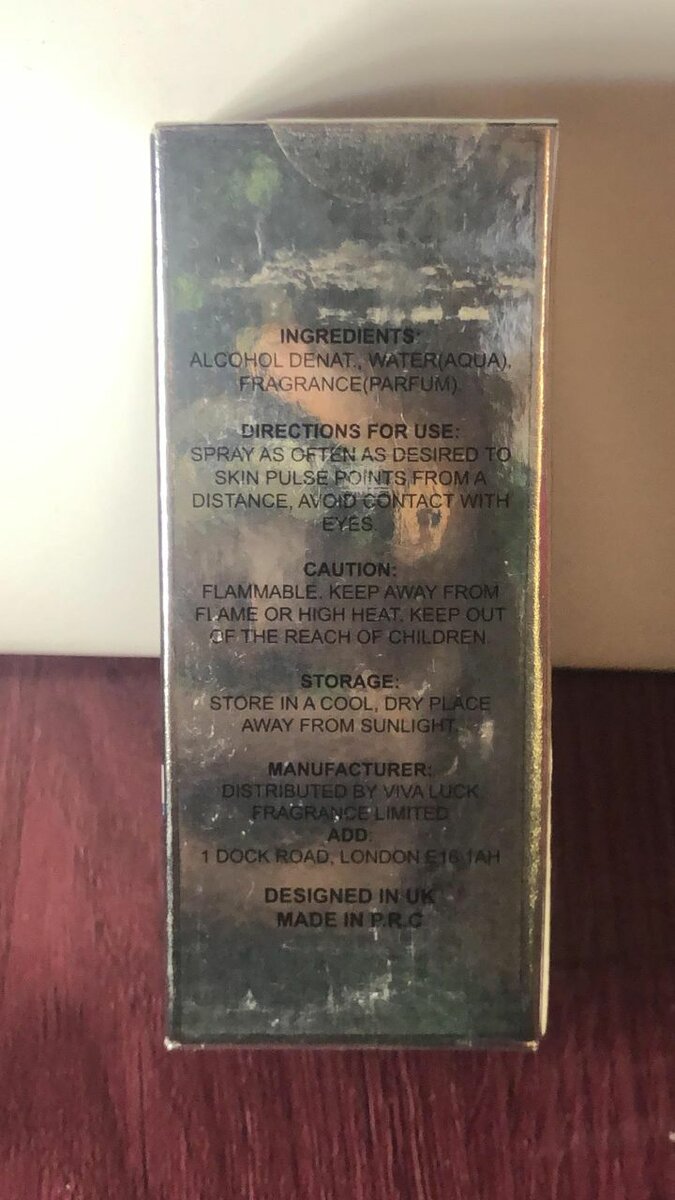 INGREDIENTS:
ALCOHOL DENAT., WATER(AQUA),
FRAGRANCE(PARFUM)
DIRECTIONS FOR USE:
SPRAY AS OFTEN AS DESIRED TO
SKIN PULSE POINTS FROM A
DISTANCE, AVOID CONTACT WITH
EYES.
CAUTION:
FLAMMABLE. KEEP AWAY FROM
FLAME OR HIGH HEAT. KEEP OUT
OF THE REACH OF CHILDREN.
STORAGE:
STORE IN A COOL, DRY PLACE
AWAY FROM SUNLIGHT.
MANUFACTURER:
DISTRIBUTED BY VIVA LUCK
FRAGRANCE LIMITED
ADD:
1 DOCK ROAD, LONDON E16 1AH
DESIGNED IN UK
MADE IN P.R.C